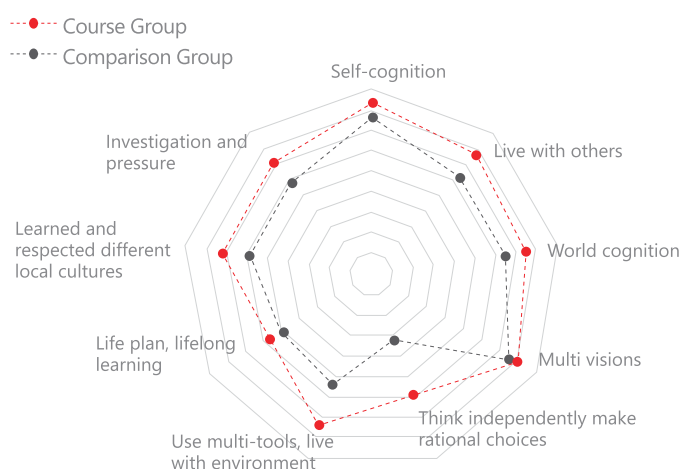 Course Group
Comparison Group
Self-cognition
Investigation and
pressure
Live with others
Learned and
respected different
local cultures
World cognition
Life plan, lifelong
learning
Multi visions
Think independently make
rational choices
Use multi-tools, live
with environment